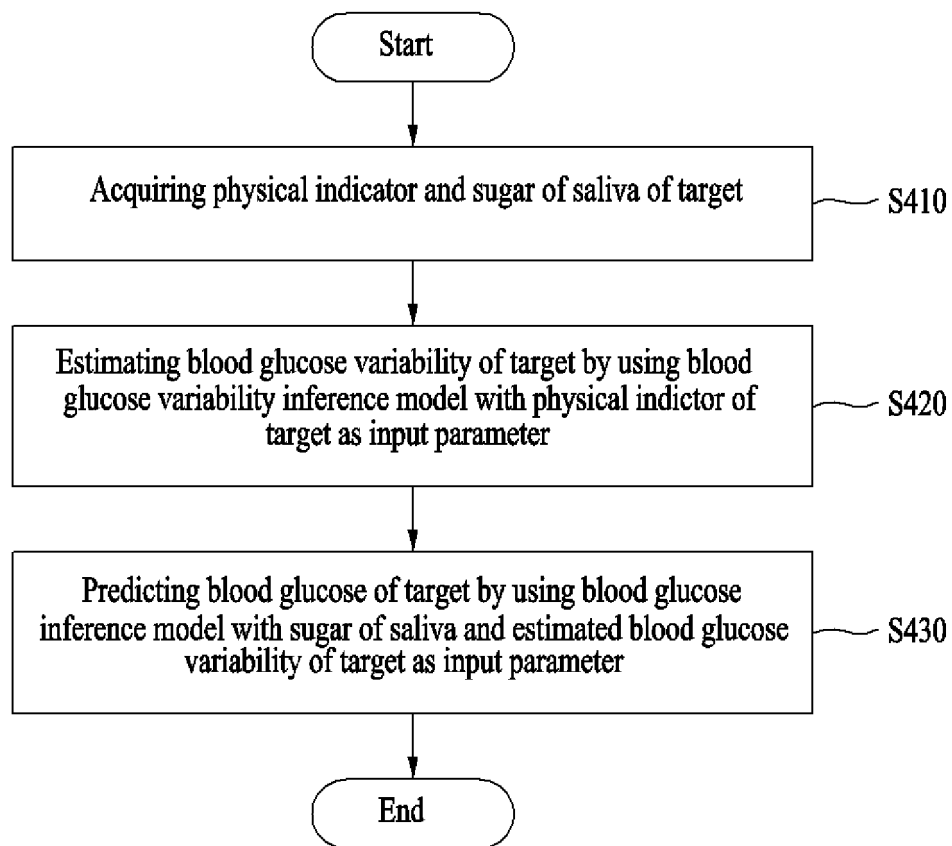 Start
Acquiring physical indicator and sugar of saliva of target
S410
Estimating blood glucose variability of target by using blood
glucose variability inference model with physical indictor of
target as input parameter
S420
Predicting blood glucose of target by using blood glucose
inference model with sugar of saliva and estimated blood glucose
variability of target as input parameter
S430
End